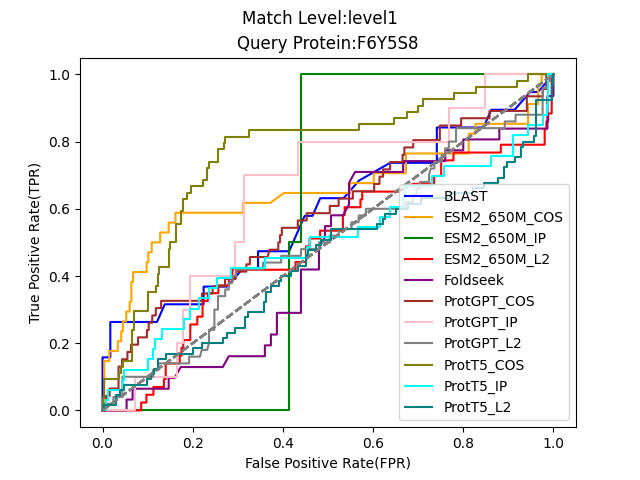 Match Level:level1
Query Protein:F6Y5S8
True Positive Rate(TPR)
1.0
0.8
0.6
0.4
0.2
0.0
BLAST
ESM2_650M_COS
ESM2_650M_IP
ESM2_650M_L2
Foldseek
ProtGPT_COS
ProtGPT_IP
ProtGPT_L2
ProtT5_COS
ProtT5_IP
ProtT5_L2
0.0 0.2 0.4 0.6 0.8 1.0
False Positive Rate(FPR)